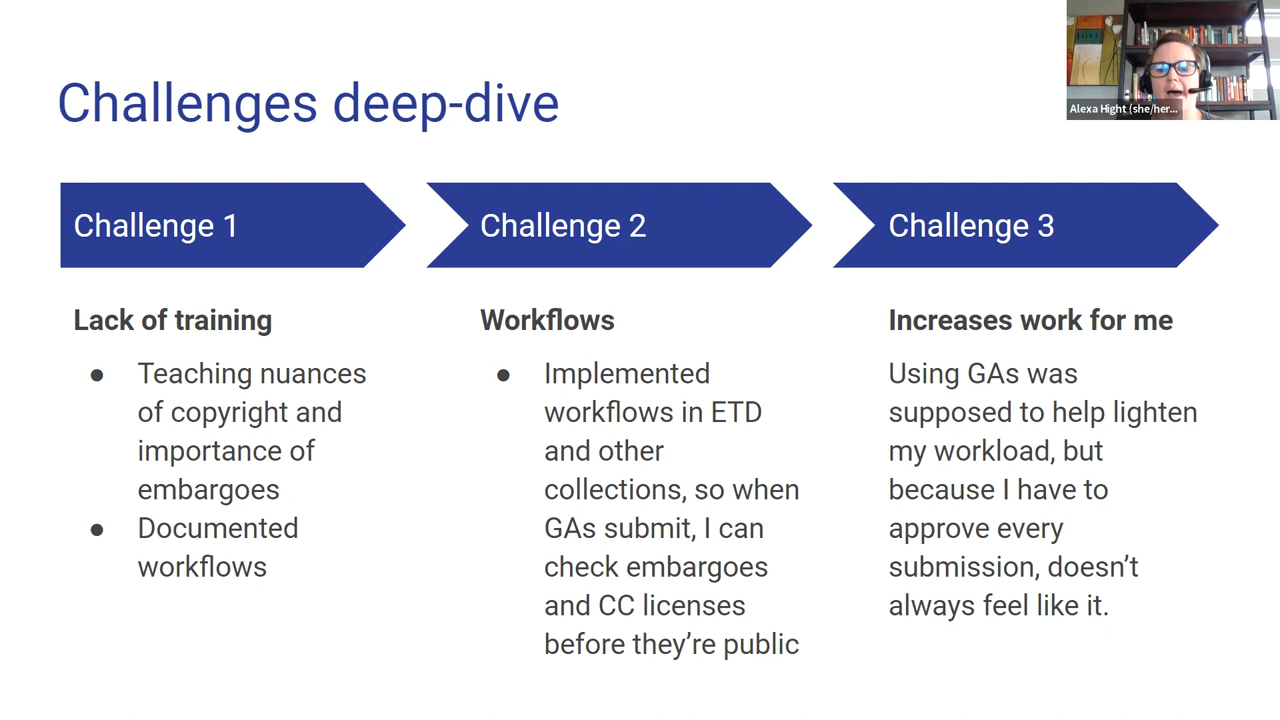 Challenges deep-dive
Alexa Hight (she/her...
Challenge 1
Challenge 2
Challenge 3
Lack of training
● Teaching nuances
of copyright and
importance of
embargoes
● Documented
workflows
Workflows
● Implemented
workflows in ETD
and other
collections, so when
GAs submit, I can
check embargoes
and CC licenses
before they’re public
Increases work for me
Using GAs was
supposed to help lighten
my workload, but
because I have to
approve every
submission, doesn’t
always feel like it.